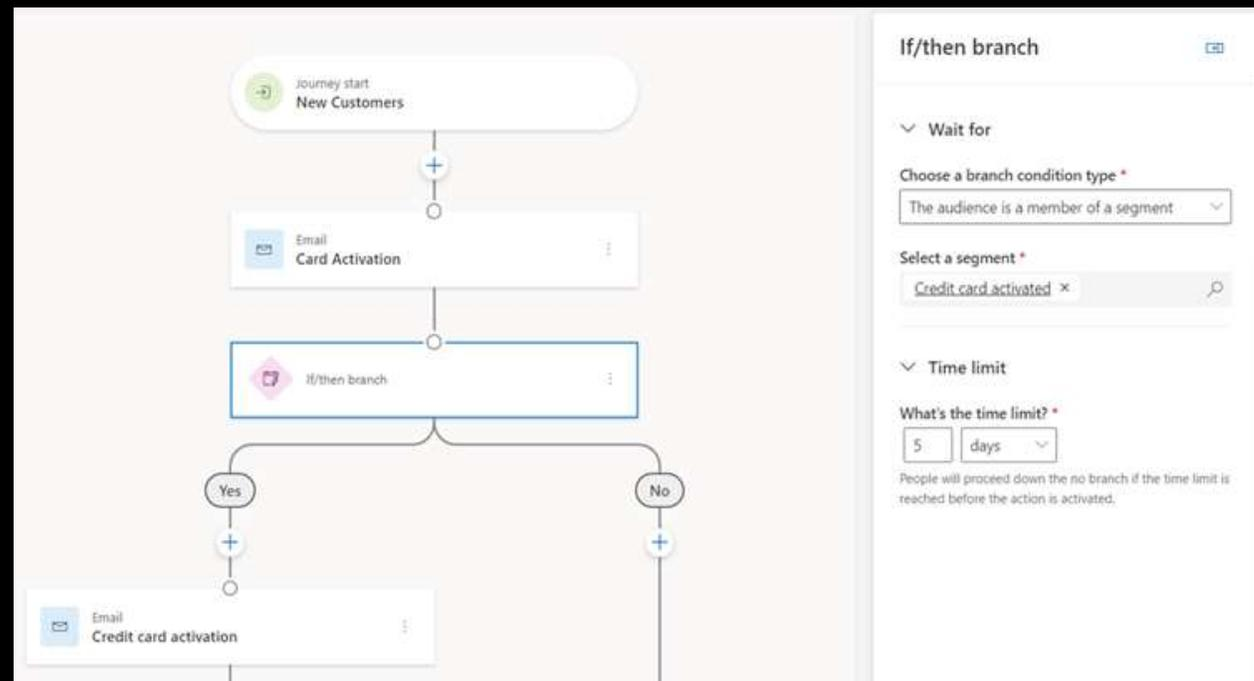 Journey start
New Customers
Email
Card Activation
If/then branch
Yes
No
Email
Credit card activation
If/then branch
Wait for
Choose a branch condition type *
The audience is a member of a segment
Select a segment *
Credit card activated ×
Time limit
What's the time limit? *
5 days
People will proceed down the no branch if the time limit is
reached before the action is activated.